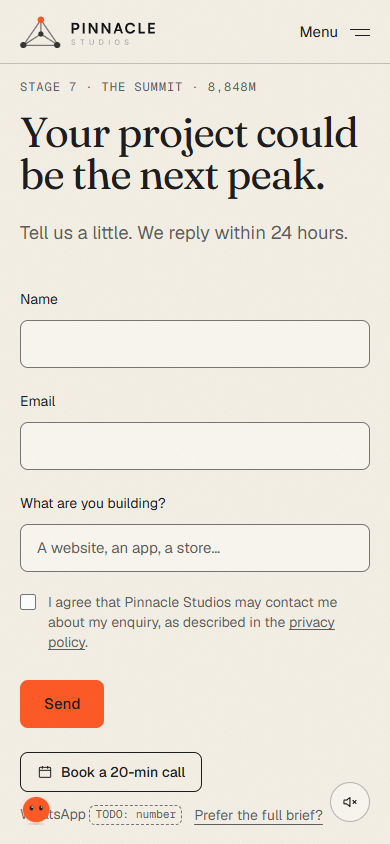 PINNACLE
STUDIOS
Menu
STAGE 7 · THE SUMMIT · 8,848M
Your project could
be the next peak.
Tell us a little. We reply within 24 hours.
Name
Email
What are you building?
A website, an app, a store…
I agree that Pinnacle Studios may contact me
about my enquiry, as described in the privacy
policy.
Send
Book a 20-min call
WhatsApp TODO: number Prefer the full brief?